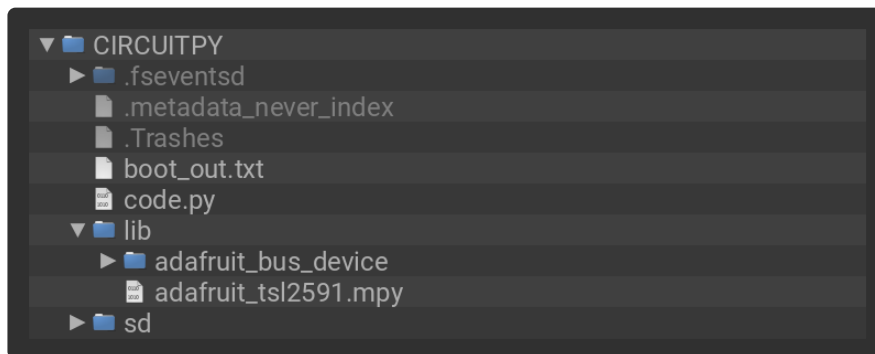 CIRCUITPY
.fseventsd
.metadata_never_index
.Trashes
boot_out.txt
code.py
lib
adafruit_bus_device
adafruit_tsl2591.mpy
sd